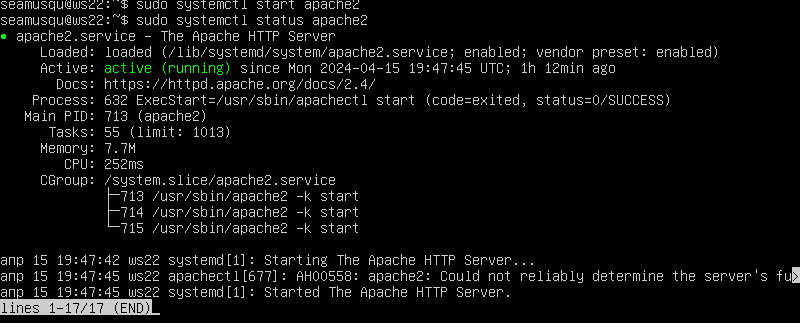 seamusqu@ws22:~$ sudo systemctl start apache2
seamusqu@ws22:~$ sudo systemctl status apache2
● apache2.service – The Apache HTTP Server
Loaded: loaded (/lib/systemd/system/apache2.service; enabled; vendor preset: enabled)
Active: active (running) since Mon 2024-04-15 19:47:45 UTC; 1h 12min ago
Docs: https://httpd.apache.org/docs/2.4/
Process: 632 ExecStart=/usr/sbin/apachectl start (code=exited, status=0/SUCCESS)
Main PID: 713 (apache2)
Tasks: 55 (limit: 1013)
Memory: 7.7M
CPU: 252ms
CGroup: /system.slice/apache2.service
├─713 /usr/sbin/apache2 -k start
├─714 /usr/sbin/apache2 -k start
└─715 /usr/sbin/apache2 -k start
апр 15 19:47:42 ws22 systemd[1]: Starting The Apache HTTP Server...
апр 15 19:47:45 ws22 apachectl[677]: AH00558: apache2: Could not reliably determine the server's fu>
апр 15 19:47:45 ws22 systemd[1]: Started The Apache HTTP Server.
lines 1-17/17 (END)